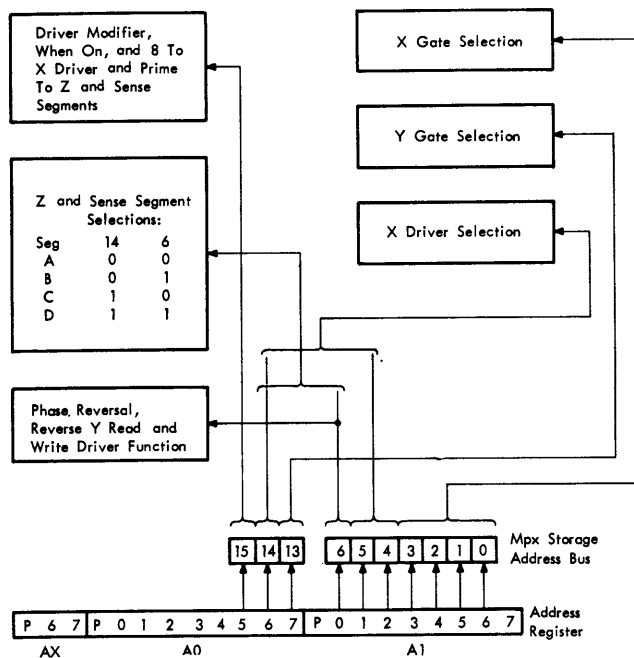 Driver Modifier,
When On, and 8 To
X Driver and Prime
To Z and Sense
Segments
X Gate Selection
Y Gate Selection
Z and Sense Segment
Selections:
Seg 14 6
A 0 0
B 0 1
C 1 0
D 1 1
X Driver Selection
Phase Reversal,
Reverse Y Read and
Write Driver Function
15 14 13 6 5 4 3 2 1 0
Mpx Storage
Address Bus
P 6 7 P 0 1 2 3 4 5 6 7 P 0 1 2 3 4 5 6 7
Address
Register
AX A0 A1